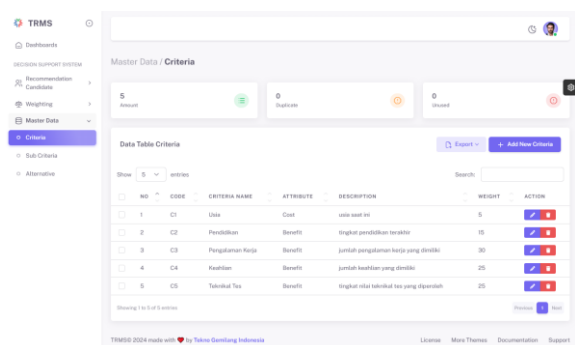 TRMS
Dashboards
DECISION SUPPORT SYSTEM
Recommendation
Candidate
Weighting
Master Data
Criteria
Sub Criteria
Alternative
Master Data / Criteria
5
Amount
0
Duplicate
0
Unused
Data Table Criteria
Export
+ Add New Criteria
Show 5 entries
Search:
NO CODE CRITERIA NAME ATTRIBUTE DESCRIPTION WEIGHT ACTION
1 C1 Usia Cost usia saat ini 5
2 C2 Pendidikan Benefit tingkat pendidikan terakhir 15
3 C3 Pengalaman Kerja Benefit jumlah pengalaman kerja yang dimiliki 30
4 C4 Keahlian Benefit jumlah keahlian yang dimiliki 25
5 C5 Teknikal Tes Benefit tingkat nilai teknikal tes yang diperoleh 25
Showing 1 to 5 of 5 entries
Previous 1 Next
TRMSS 2024 made with ❤ by Tekno Gemilang Indonesia
License More Themes Documentation Support